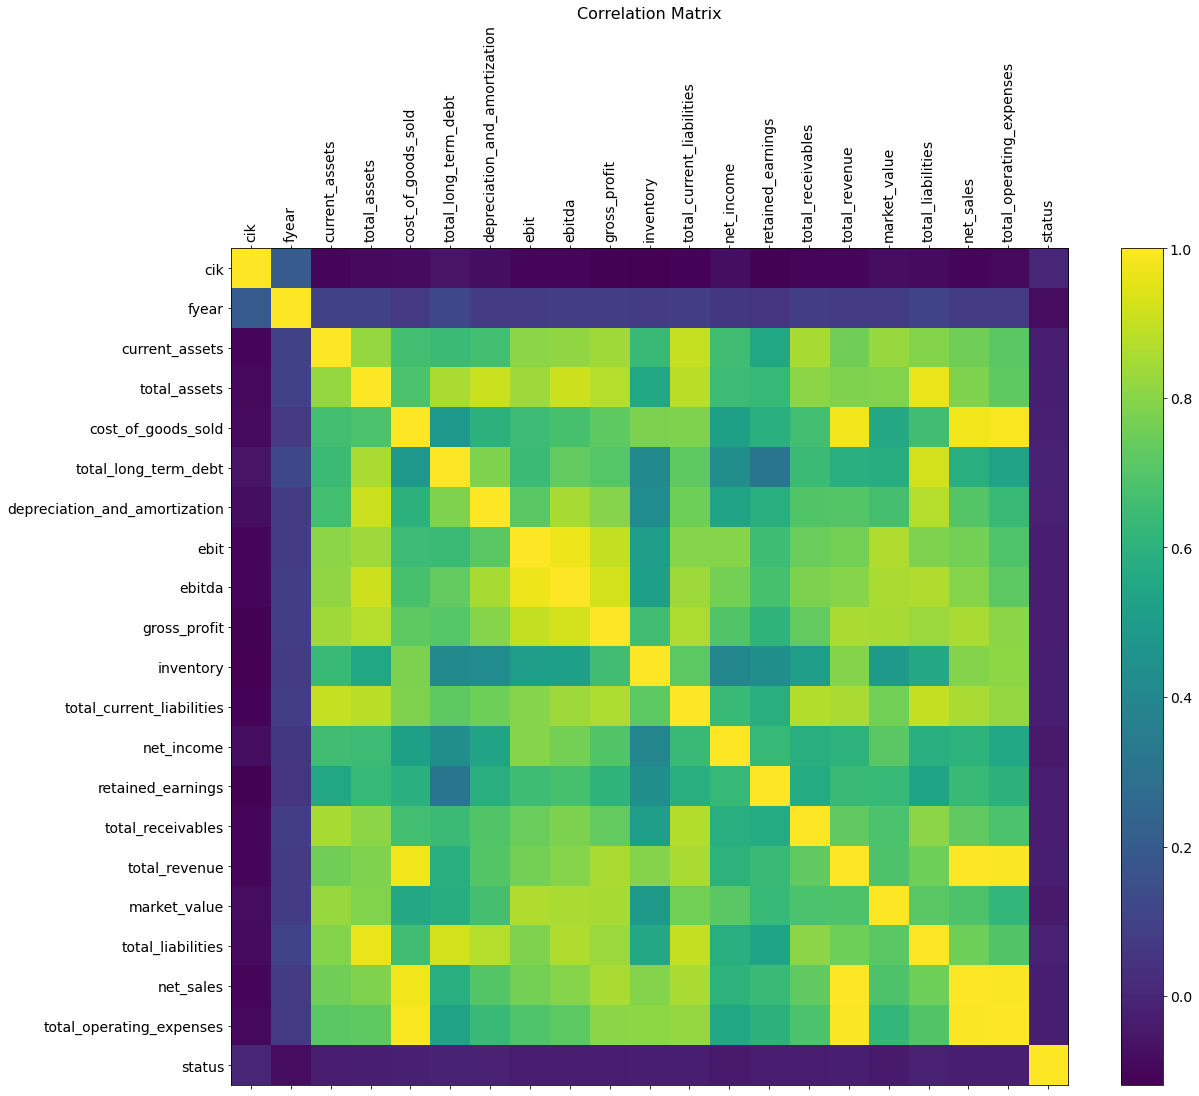 Correlation Matrix
cik
fyear
current_assets
total_assets
cost_of_goods_sold
total_long_term_debt
depreciation_and_amortization
ebit
ebitda
gross_profit
inventory
total_current_liabilities
net_income
retained_earnings
total_receivables
total_revenue
market_value
total_liabilities
net_sales
total_operating_expenses
status
cik
fyear
current_assets
total_assets
cost_of_goods_sold
total_long_term_debt
depreciation_and_amortization
ebit
ebitda
gross_profit
inventory
total_current_liabilities
net_income
retained_earnings
total_receivables
total_revenue
market_value
total_liabilities
net_sales
total_operating_expenses
status
1.0
0.8
0.6
0.4
0.2
0.0